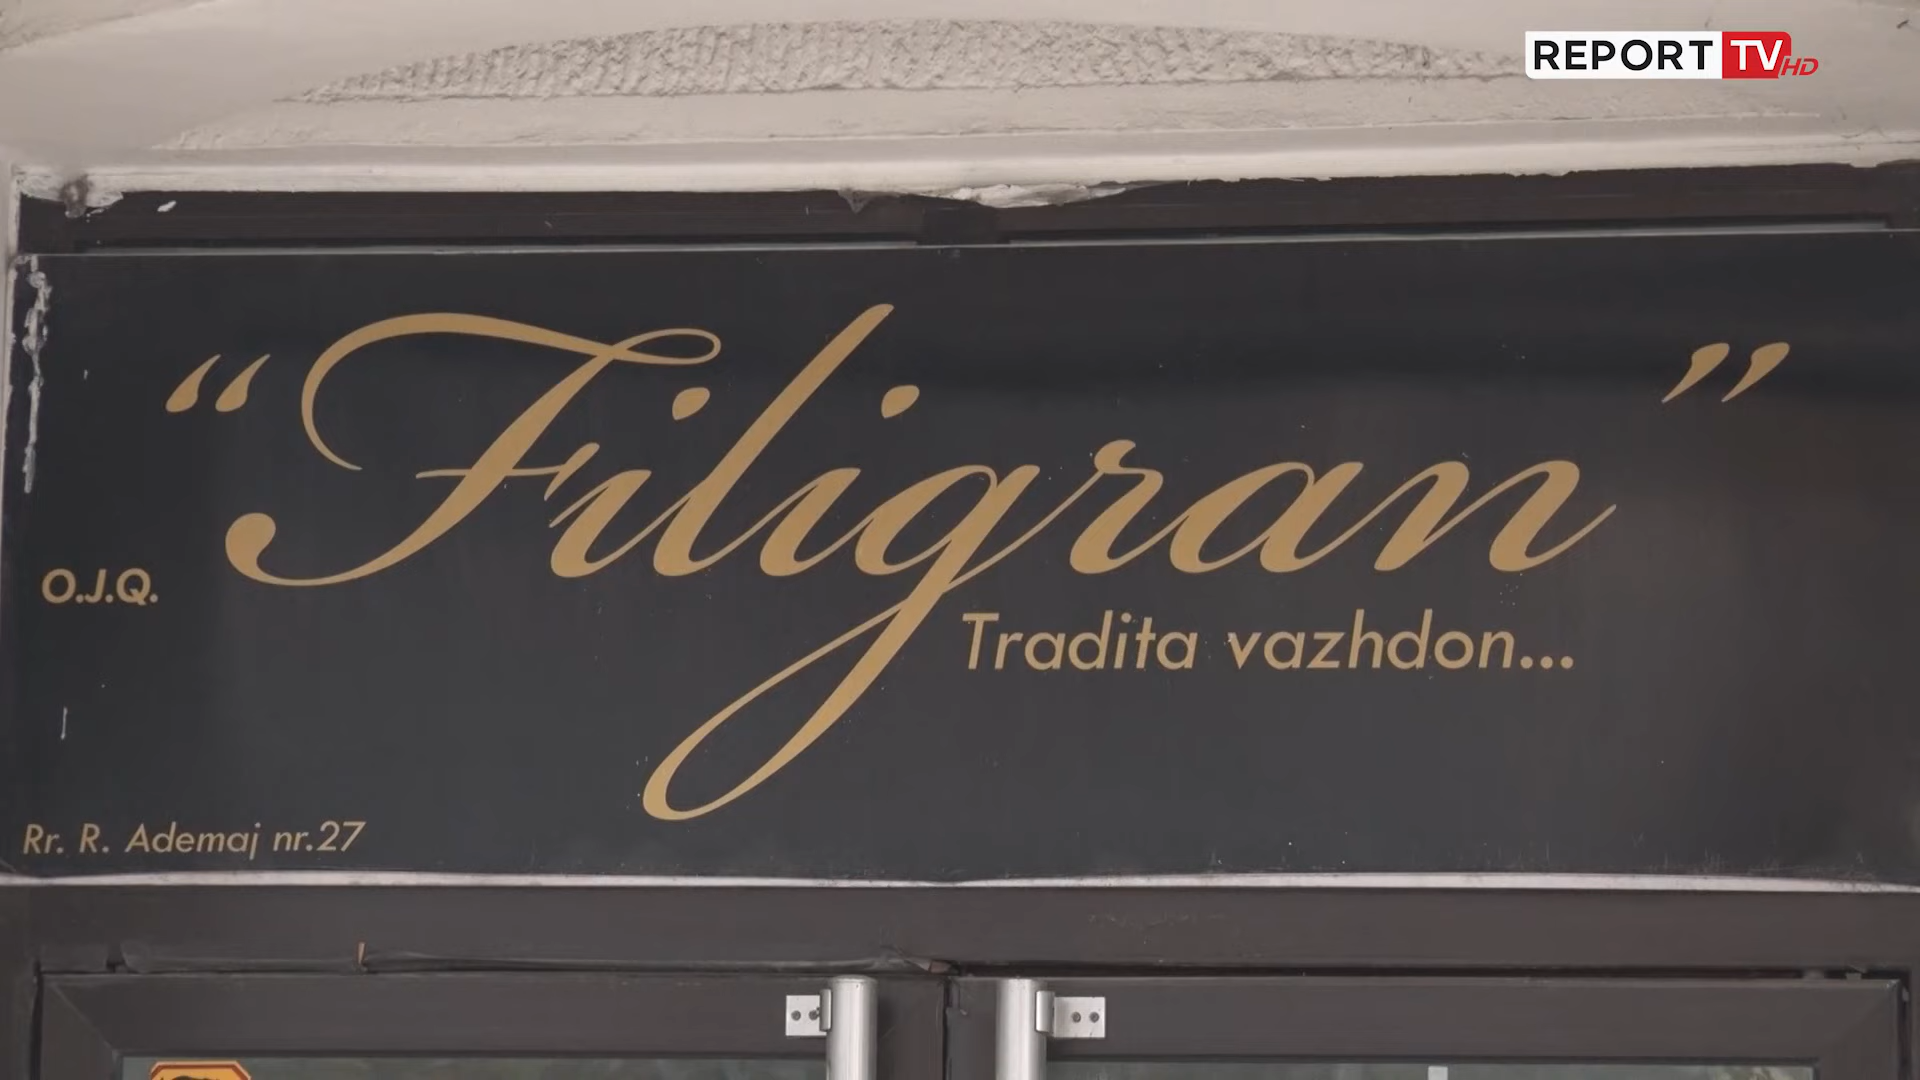 REPORT TV HD
“Filigran”
O.J.Q.
Tradita vazhdon...
Rr. R. Ademaj nr.27